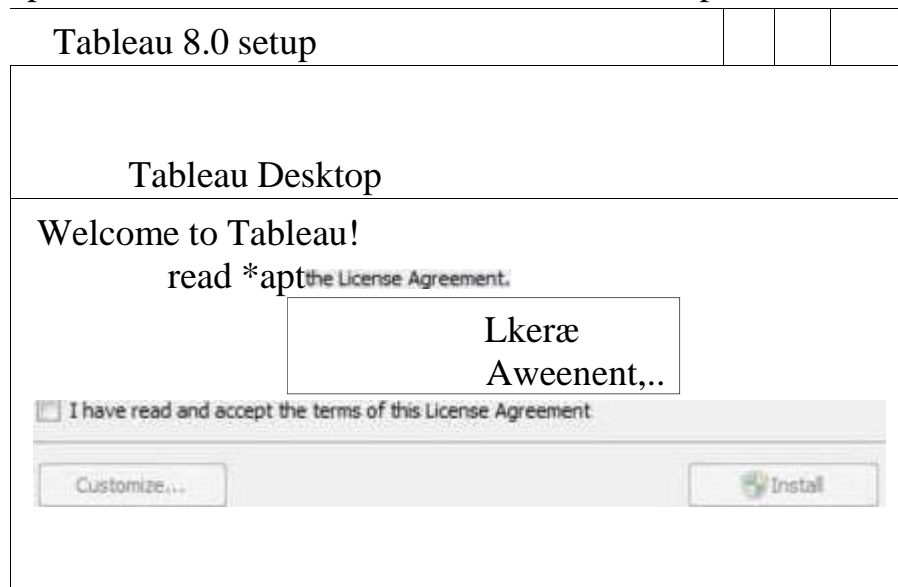 Tableau 8.0 setup
Tableau Desktop
Welcome to Tableau!
read *apt the License Agreement.
Lkeræ
Aweenent,..
I have read and accept the terms of this License Agreement
Customize...
Install